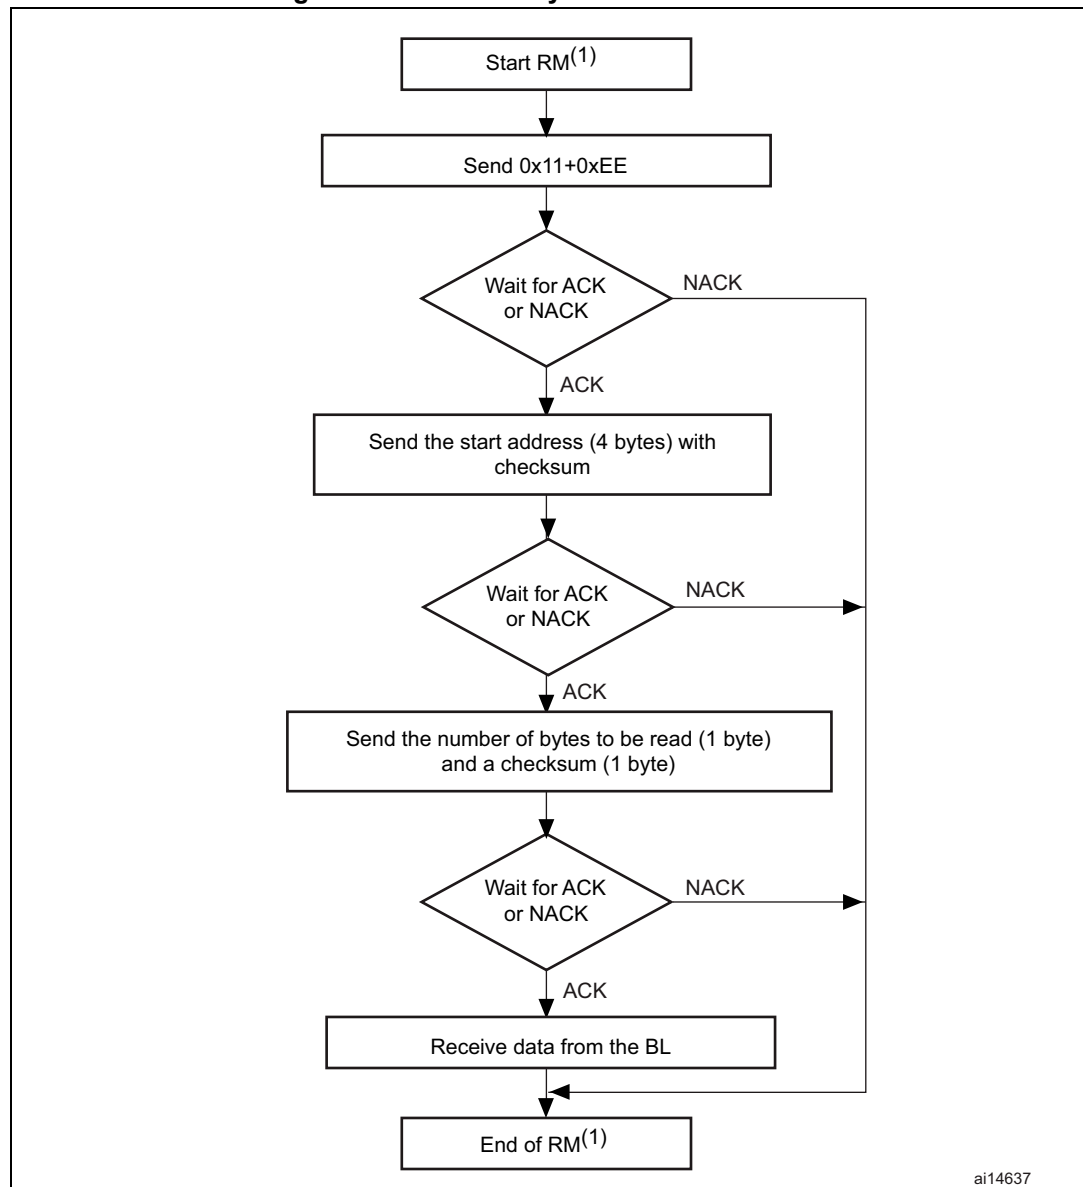 Start RM(1)
Send 0x11+0xEE
Wait for ACK
or NACK
NACK
ACK
Send the start address (4 bytes) with
checksum
Wait for ACK
or NACK
NACK
ACK
Send the number of bytes to be read (1 byte)
and a checksum (1 byte)
Wait for ACK
or NACK
NACK
ACK
Receive data from the BL
End of RM(1)
ai14637